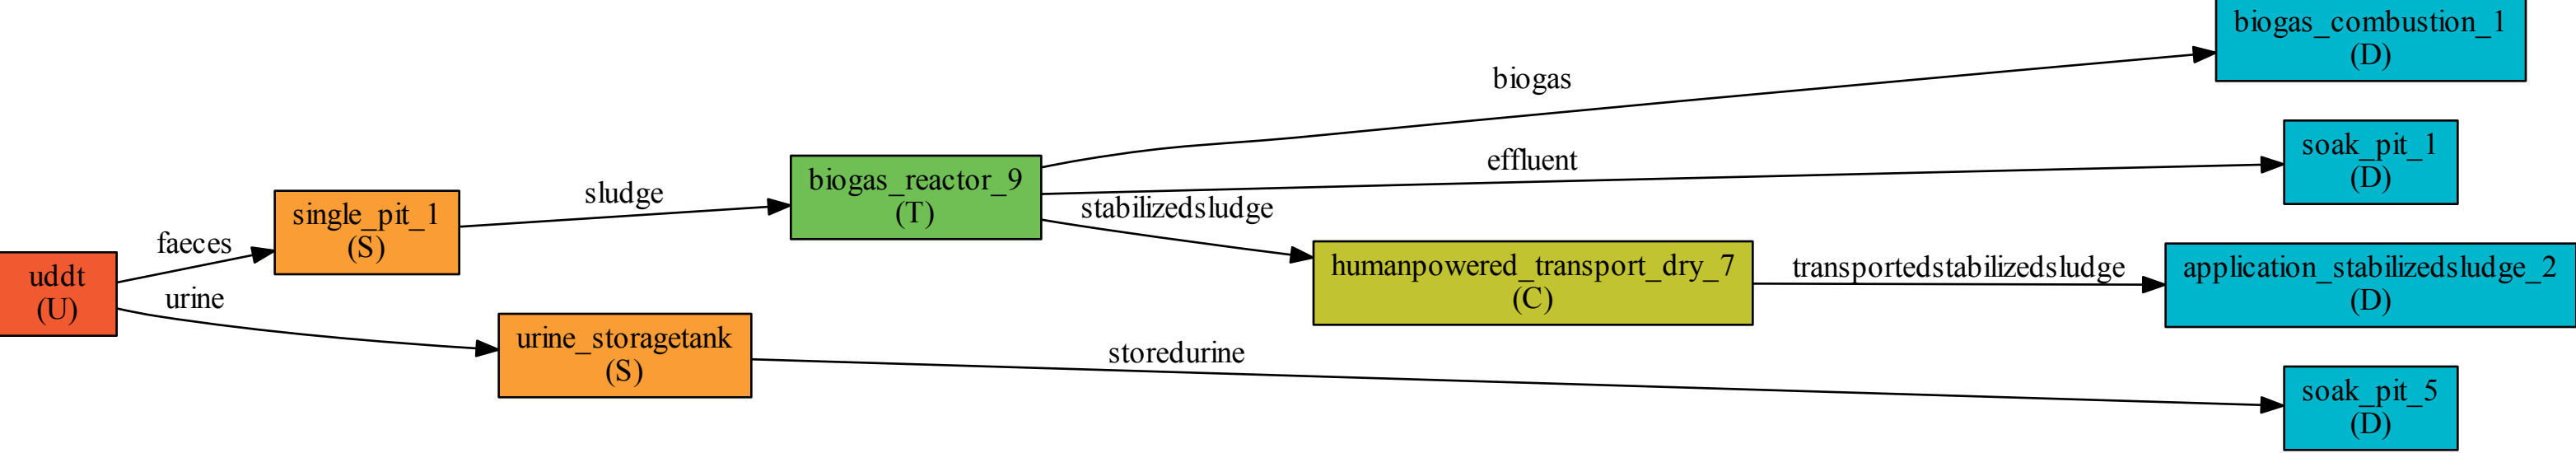 uddt
(U)
faeces
urine
single_pit_1
(S)
sludge
urine_storagetank
(S)
storedurine
biogas_reactor_9
(T)
biogas
effluent
stabilizedsludge
humanpowered_transport_dry_7
(C)
transportedstabilizedsludge
biogas_combustion_1
(D)
soak_pit_1
(D)
application_stabilizedsludge_2
(D)
soak_pit_5
(D)